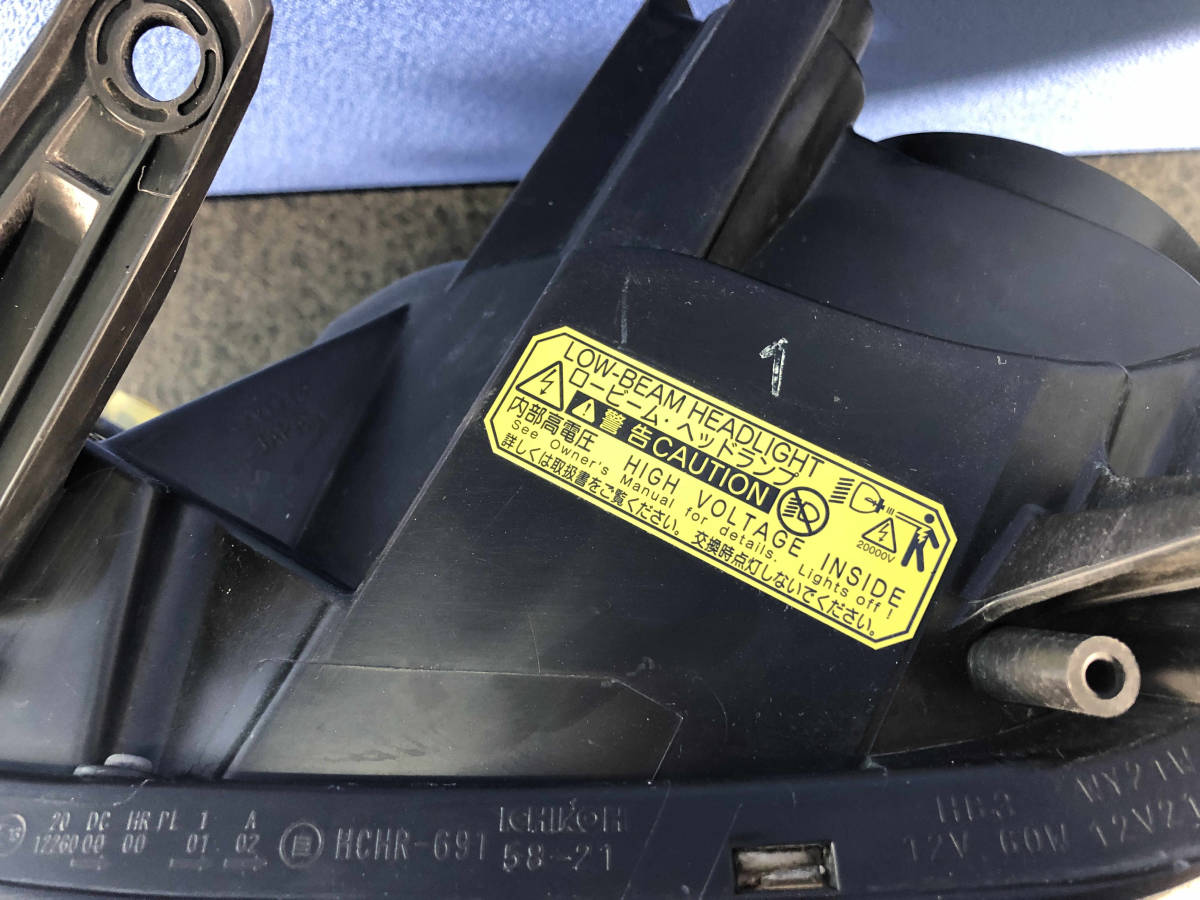 1
LOW-BEAM HEADLIGHT
ロービーム・ヘッドランプ
警告 CAUTION
内部高電圧 HIGH VOLTAGE INSIDE
See Owner's Manual for details. Lights off !
詳しくは取扱書をご覧ください。交換時点灯しないでください。
20000V
20 DC HR PL 1 A
1226000 00 01 02
HCHR-691
ICHIKOH
58-21
HB3
12V 60W
WY21W
12V21